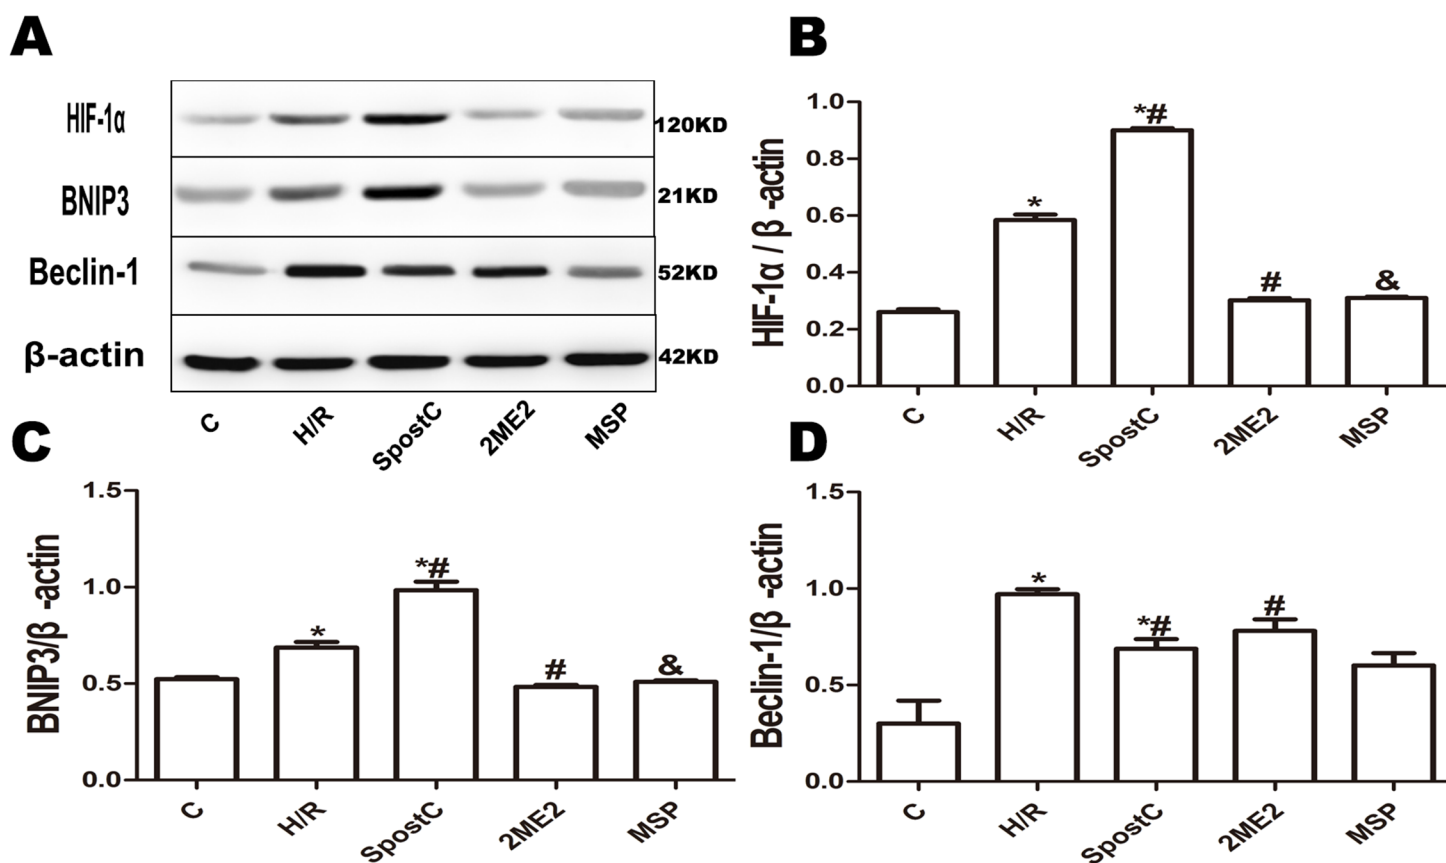 A
HIF-1α
120KD
BNIP3
21KD
Beclin-1
52KD
β-actin
42KD
C
H/R
SpostC
2ME2
MSP
B
HIF-1α / β -actin
1.0
0.8
0.6
0.4
0.2
0.0
*
*#
#
&
C
H/R
SpostC
2ME2
MSP
C
BNIP3/β -actin
1.5
1.0
0.5
0.0
*
*#
#
&
C
H/R
SpostC
2ME2
MSP
D
Beclin-1/β -actin
1.5
1.0
0.5
0.0
*
*#
#
C
H/R
SpostC
2ME2
MSP